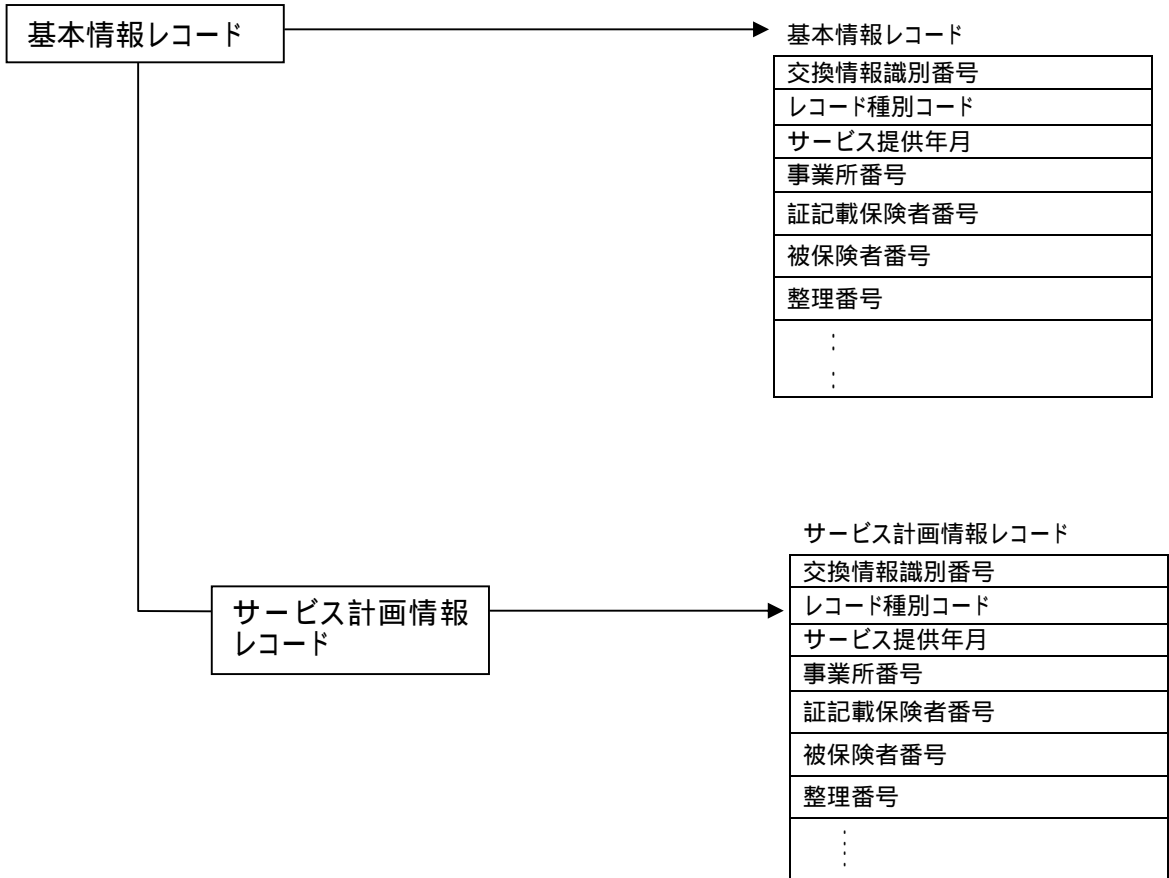 基本情報レコード
基本情報レコード
交換情報識別番号
レコード種別コード
サービス提供年月
事業所番号
証記載保険者番号
被保険者番号
整理番号
:
:
サービス計画情報
レコード
サービス計画情報レコード
交換情報識別番号
レコード種別コード
サービス提供年月
事業所番号
証記載保険者番号
被保険者番号
整理番号
:
: